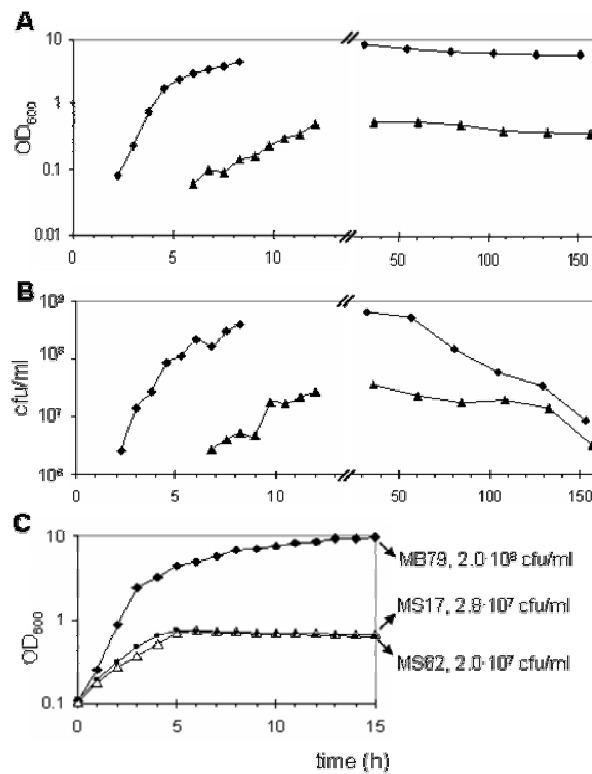 A
10
1
0.1
0.01
OD₆₀₀
0 5 10 50 100 150
B
10⁹
10⁸
10⁷
10⁶
cfu/ml
0 5 10 50 100 150
C
10
1
0.1
OD₆₀₀
0 5 10 15
MB79, 2.0·10⁹ cfu/ml
MS17, 2.8·10⁷ cfu/ml
MS62, 2.0·10⁷ cfu/ml
time (h)